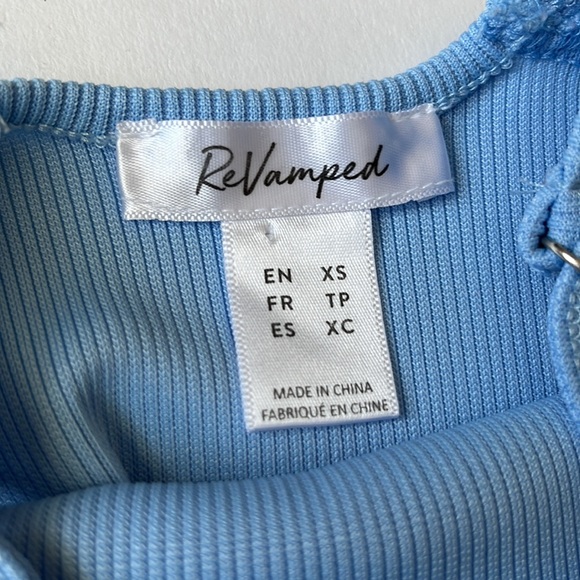 ReVamped
EN XS
FR TP
ES XC
MADE IN CHINA
FABRIQUÉ EN CHINE